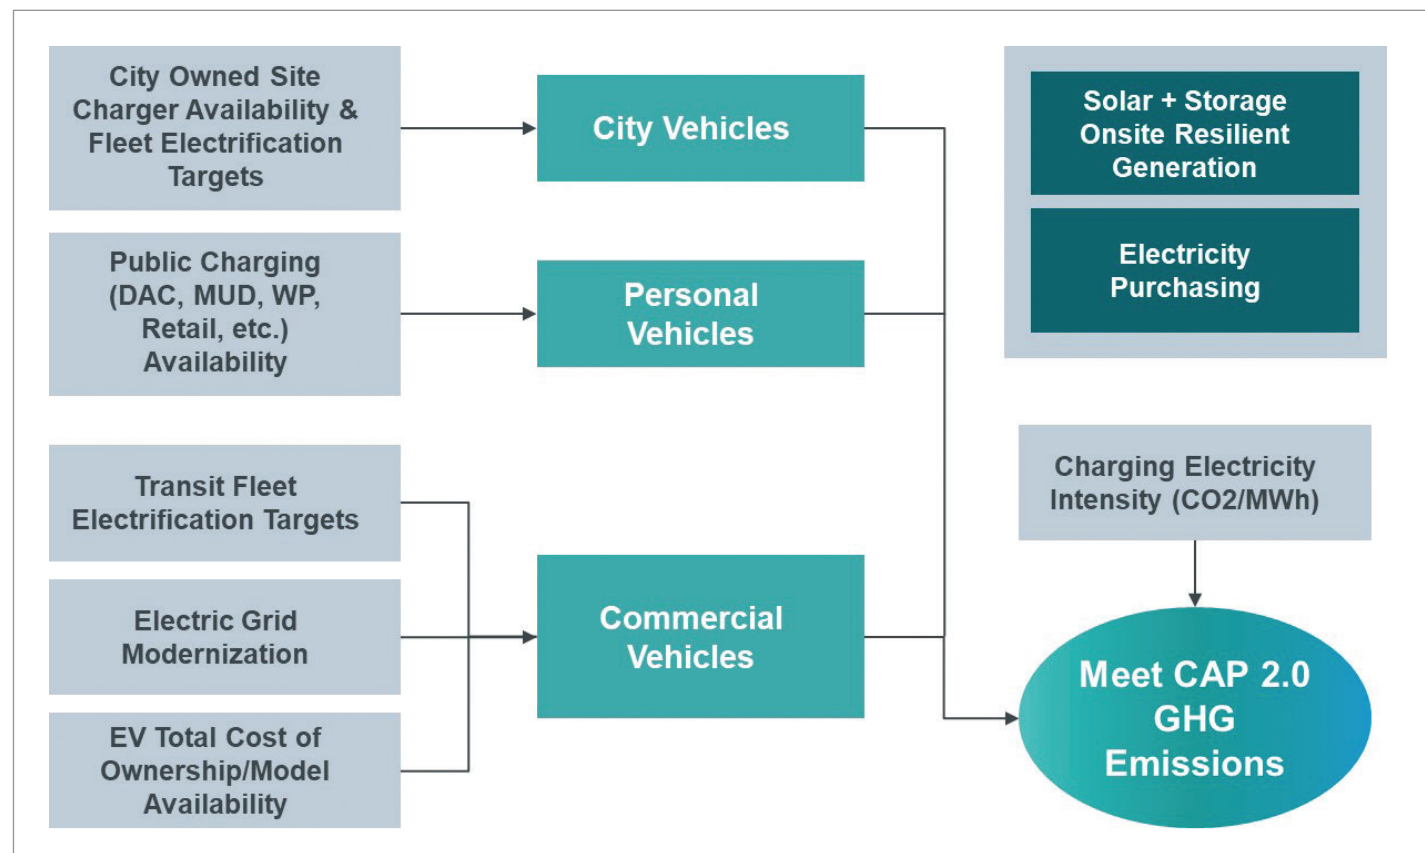 City Owned Site
Charger Availability &
Fleet Electrification
Targets
City Vehicles
Public Charging
(DAC, MUD, WP,
Retail, etc.)
Availability
Personal
Vehicles
Transit Fleet
Electrification Targets
Electric Grid
Modernization
EV Total Cost of
Ownership/Model
Availability
Commercial
Vehicles
Solar + Storage
Onsite Resilient
Generation
Electricity
Purchasing
Charging Electricity
Intensity (CO2/MWh)
Meet CAP 2.0
GHG
Emissions